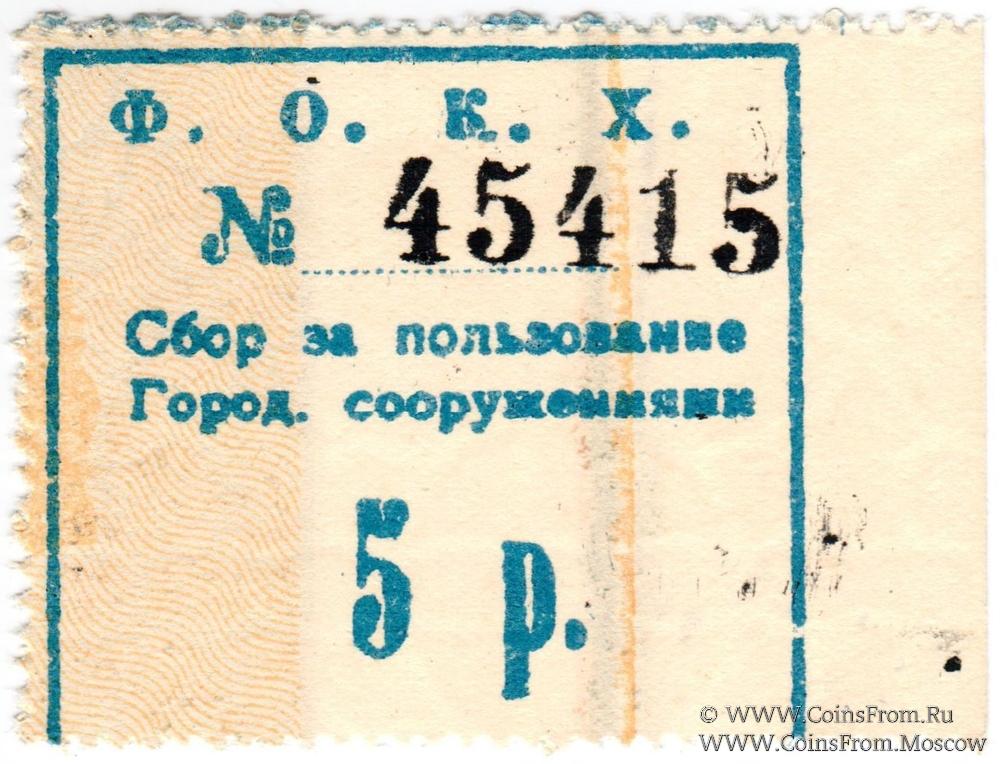 Ф. О. К. Х.
№ 45415
Сбор за пользование
Город. сооружениями
5 р.
© WWW.CoinsFrom.Ru
WWW.CoinsFrom.Moscow